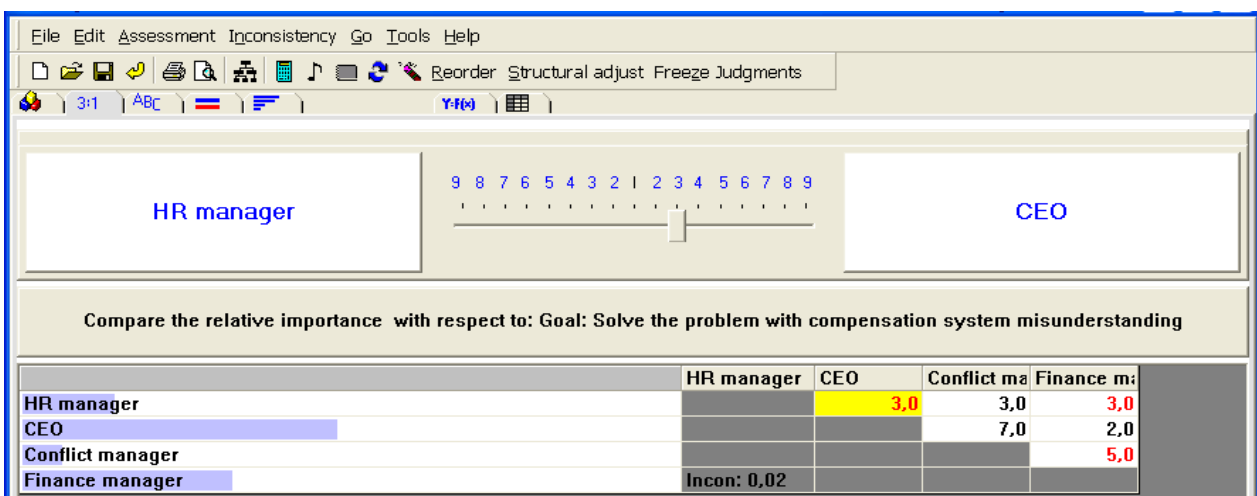 File Edit Assessment Inconsistency Go Tools Help
Reorder Structural adjust Freeze Judgments
3:1 ABC Y=F(x)
9 8 7 6 5 4 3 2 1 2 3 4 5 6 7 8 9
HR manager CEO
Compare the relative importance with respect to: Goal: Solve the problem with compensation system misunderstanding
HR manager CEO Conflict ma Finance ma
HR manager 3,0 3,0 3,0
CEO 7,0 2,0
Conflict manager 5,0
Finance manager Incon: 0,02